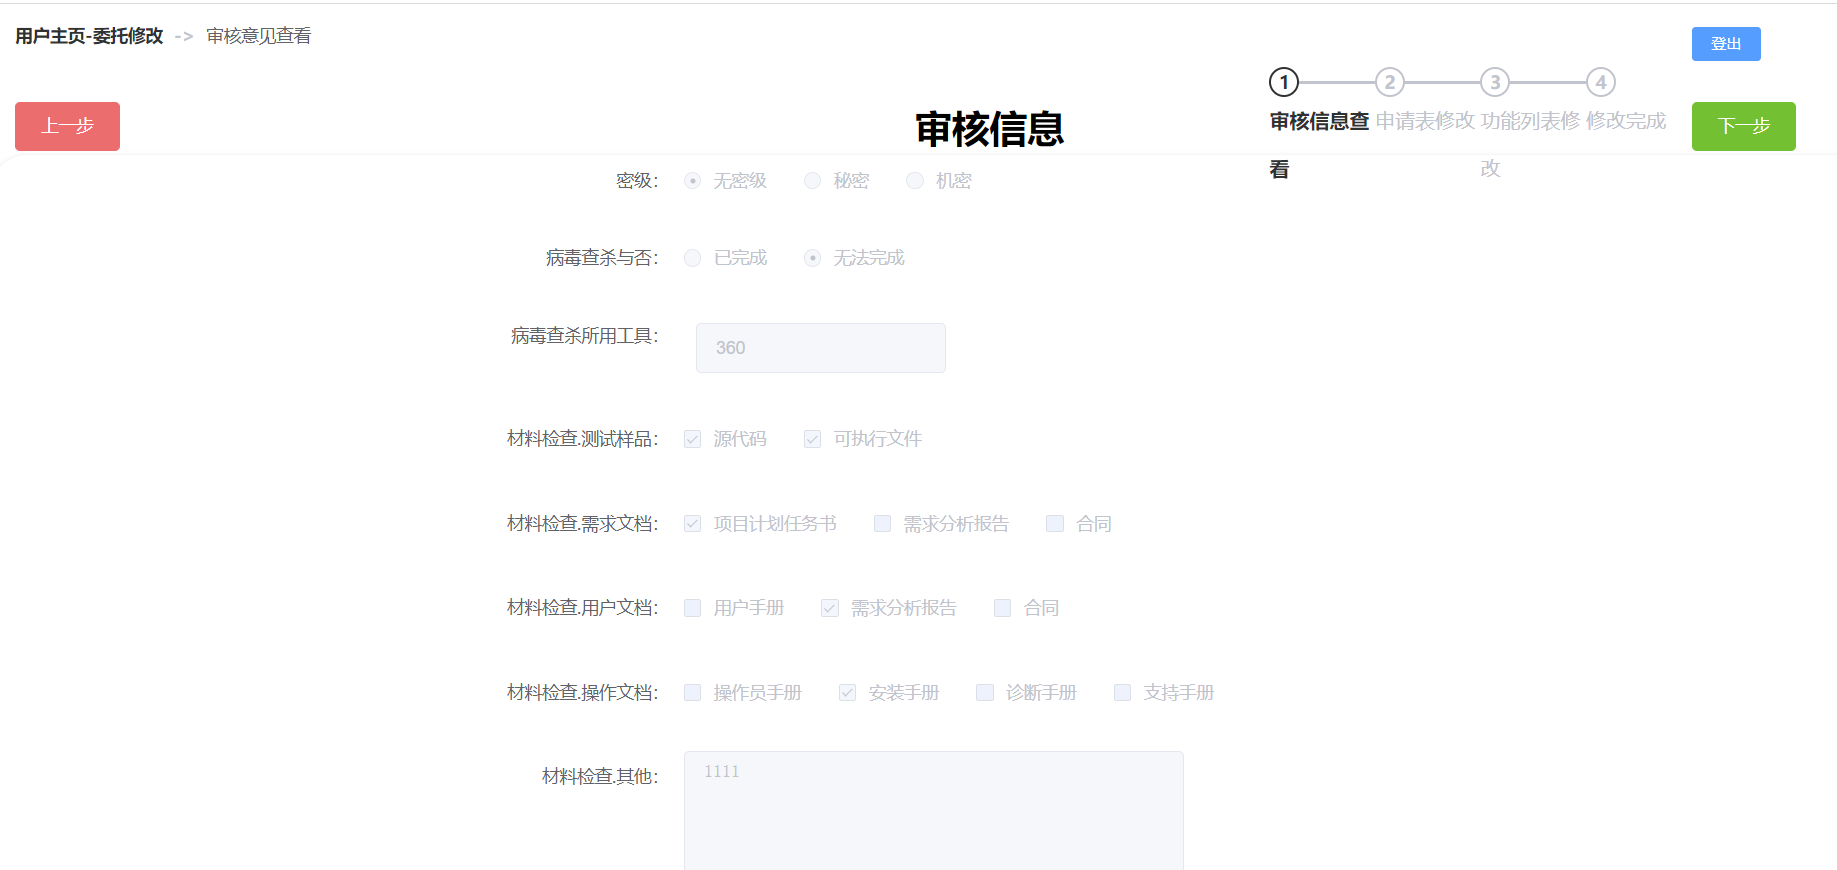 用户主页-委托修改 -> 审核意见查看
登出
1 2 3 4
上一步
审核信息
审核信息查看
申请表修改
功能列表修改
修改完成
下一步
密级： 无密级 秘密 机密
病毒查杀与否： 已完成 无法完成
病毒查杀所用工具： 360
材料检查.测试样品： 源代码 可执行文件
材料检查.需求文档： 项目计划任务书 需求分析报告 合同
材料检查.用户文档： 用户手册 需求分析报告 合同
材料检查.操作文档： 操作员手册 安装手册 诊断手册 支持手册
材料检查.其他： 1111